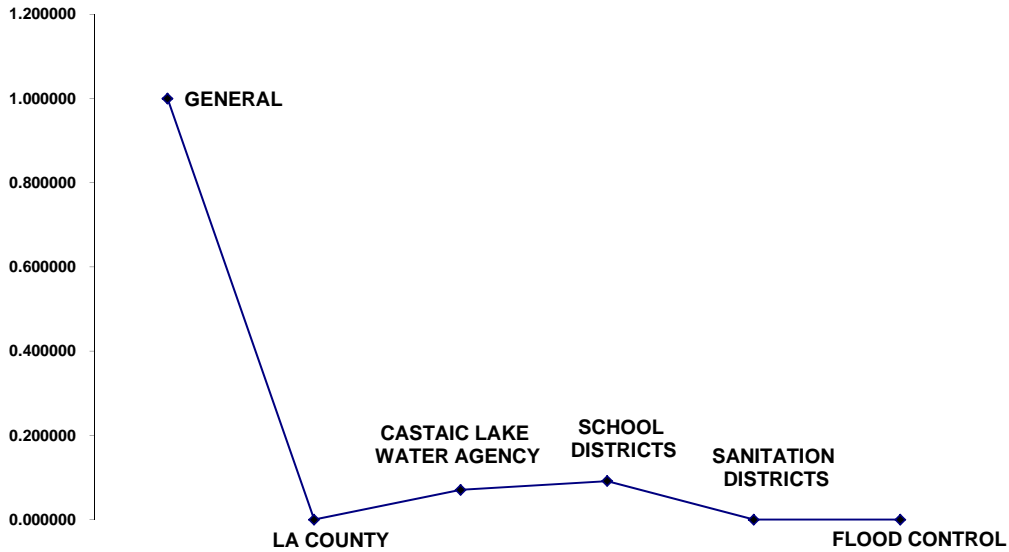 1.200000
1.000000
GENERAL
0.800000
0.600000
0.400000
0.200000
CASTAIC LAKE
WATER AGENCY
SCHOOL
DISTRICTS
SANITATION
DISTRICTS
0.000000
LA COUNTY
FLOOD CONTROL